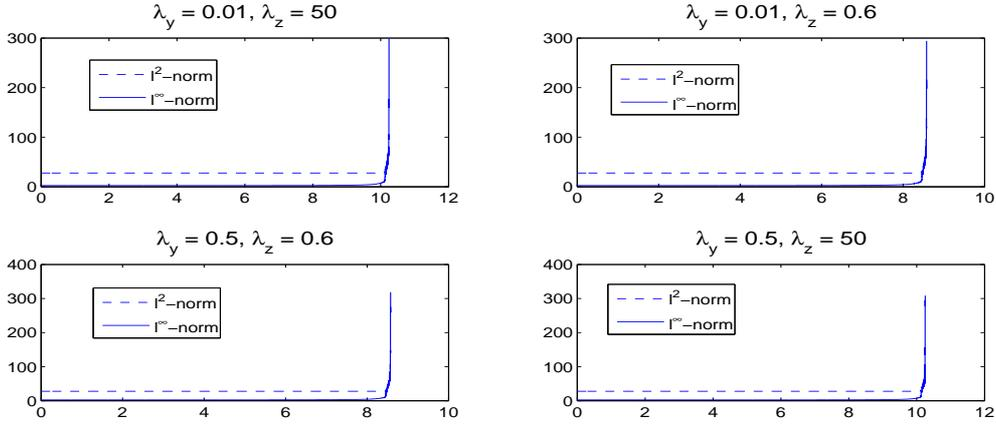 λy = 0.01, λz = 50
300
200
100
0
l²−norm
l∞−norm
0 2 4 6 8 10 12
λy = 0.01, λz = 0.6
300
200
100
0
l²−norm
l∞−norm
0 2 4 6 8 10
λy = 0.5, λz = 0.6
400
300
200
100
0
l²−norm
l∞−norm
0 2 4 6 8 10
λy = 0.5, λz = 50
400
300
200
100
0
l²−norm
l∞−norm
0 2 4 6 8 10 12